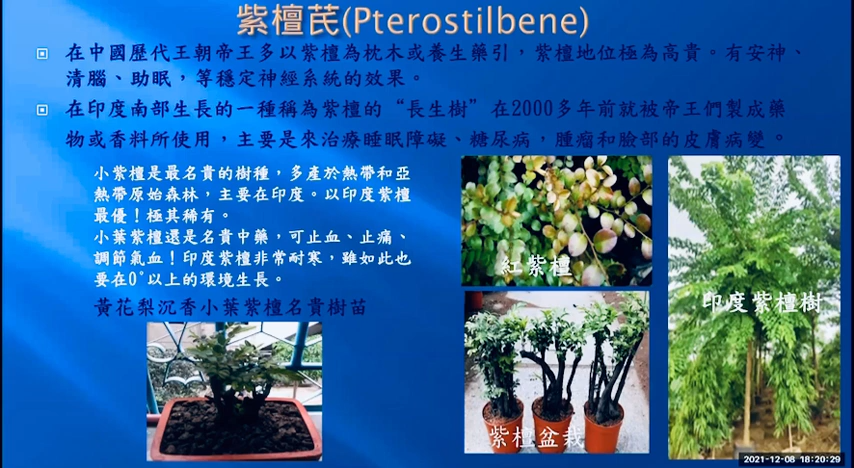 紫檀芪(Pterostilbene)
在中國歷代王朝帝王多以紫檀為枕木或養生藥引，紫檀地位極為高貴。有安神、
清腦、助眠，等穩定神經系統的效果。
在印度南部生長的一種稱為紫檀的“長生樹”在2000多年前就被帝王們製成藥
物或香料所使用，主要是來治療睡眠障礙、糖尿病，腫瘤和臉部的皮膚病變。
小紫檀是最名貴的樹種，多產於熱帶和亞
熱帶原始森林，主要在印度。以印度紫檀
最優！極其稀有。
小葉紫檀還是名貴中藥，可止血、止痛、
調節氣血！印度紫檀非常耐寒，雖如此也
要在0°以上的環境生長。
黃花梨沉香小葉紫檀名貴樹苗
紅紫檀
印度紫檀樹
紫檀盆栽
2021-12-08 18:20:29